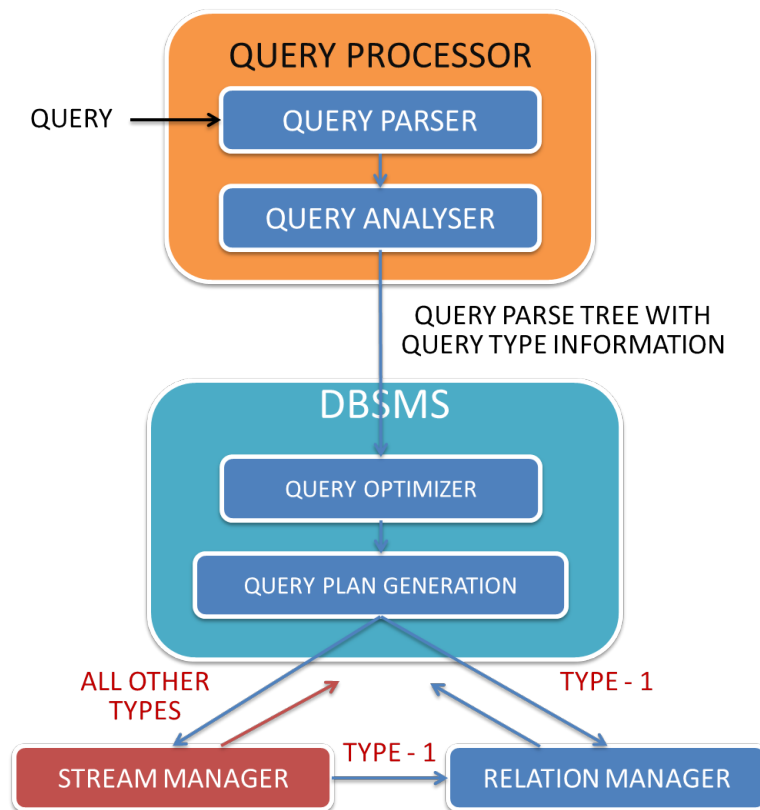 QUERY PROCESSOR
QUERY
QUERY PARSER
QUERY ANALYSER
QUERY PARSE TREE WITH
QUERY TYPE INFORMATION
DBSMS
QUERY OPTIMIZER
QUERY PLAN GENERATION
ALL OTHER
TYPES
TYPE - 1
TYPE - 1
STREAM MANAGER
RELATION MANAGER